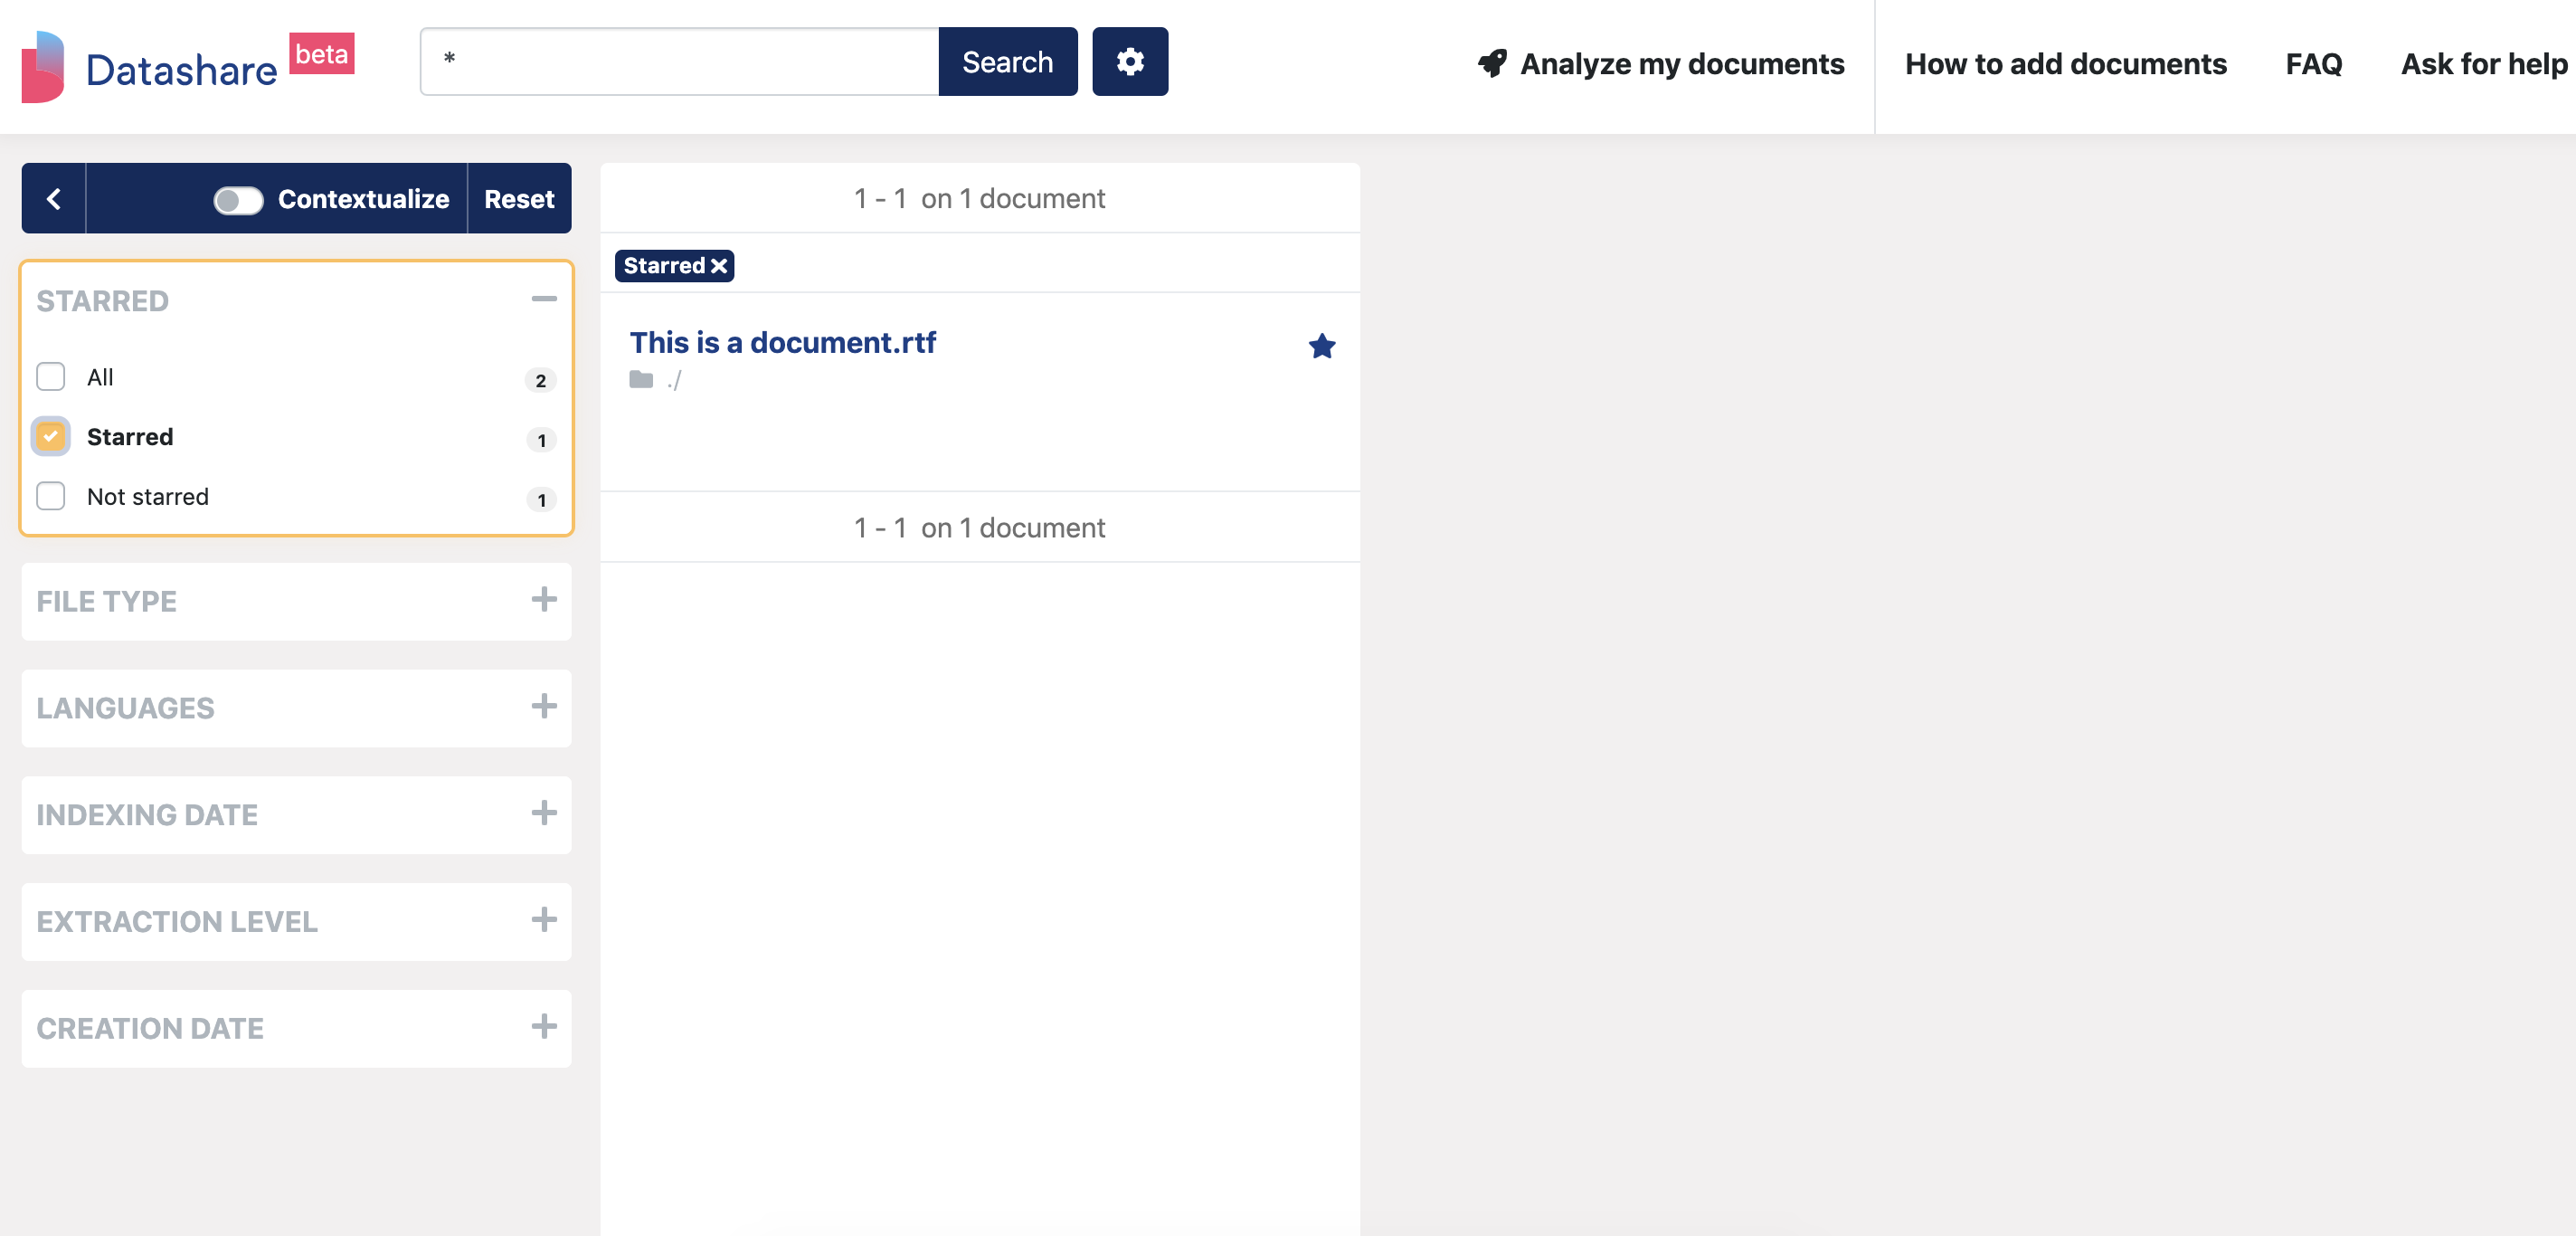 Datashare beta
*
Search
Analyze my documents
How to add documents
FAQ
Ask for help
Contextualize
Reset
STARRED
All 2
Starred 1
Not starred 1
FILE TYPE
LANGUAGES
INDEXING DATE
EXTRACTION LEVEL
CREATION DATE
1 - 1 on 1 document
Starred
This is a document.rtf
./
1 - 1 on 1 document